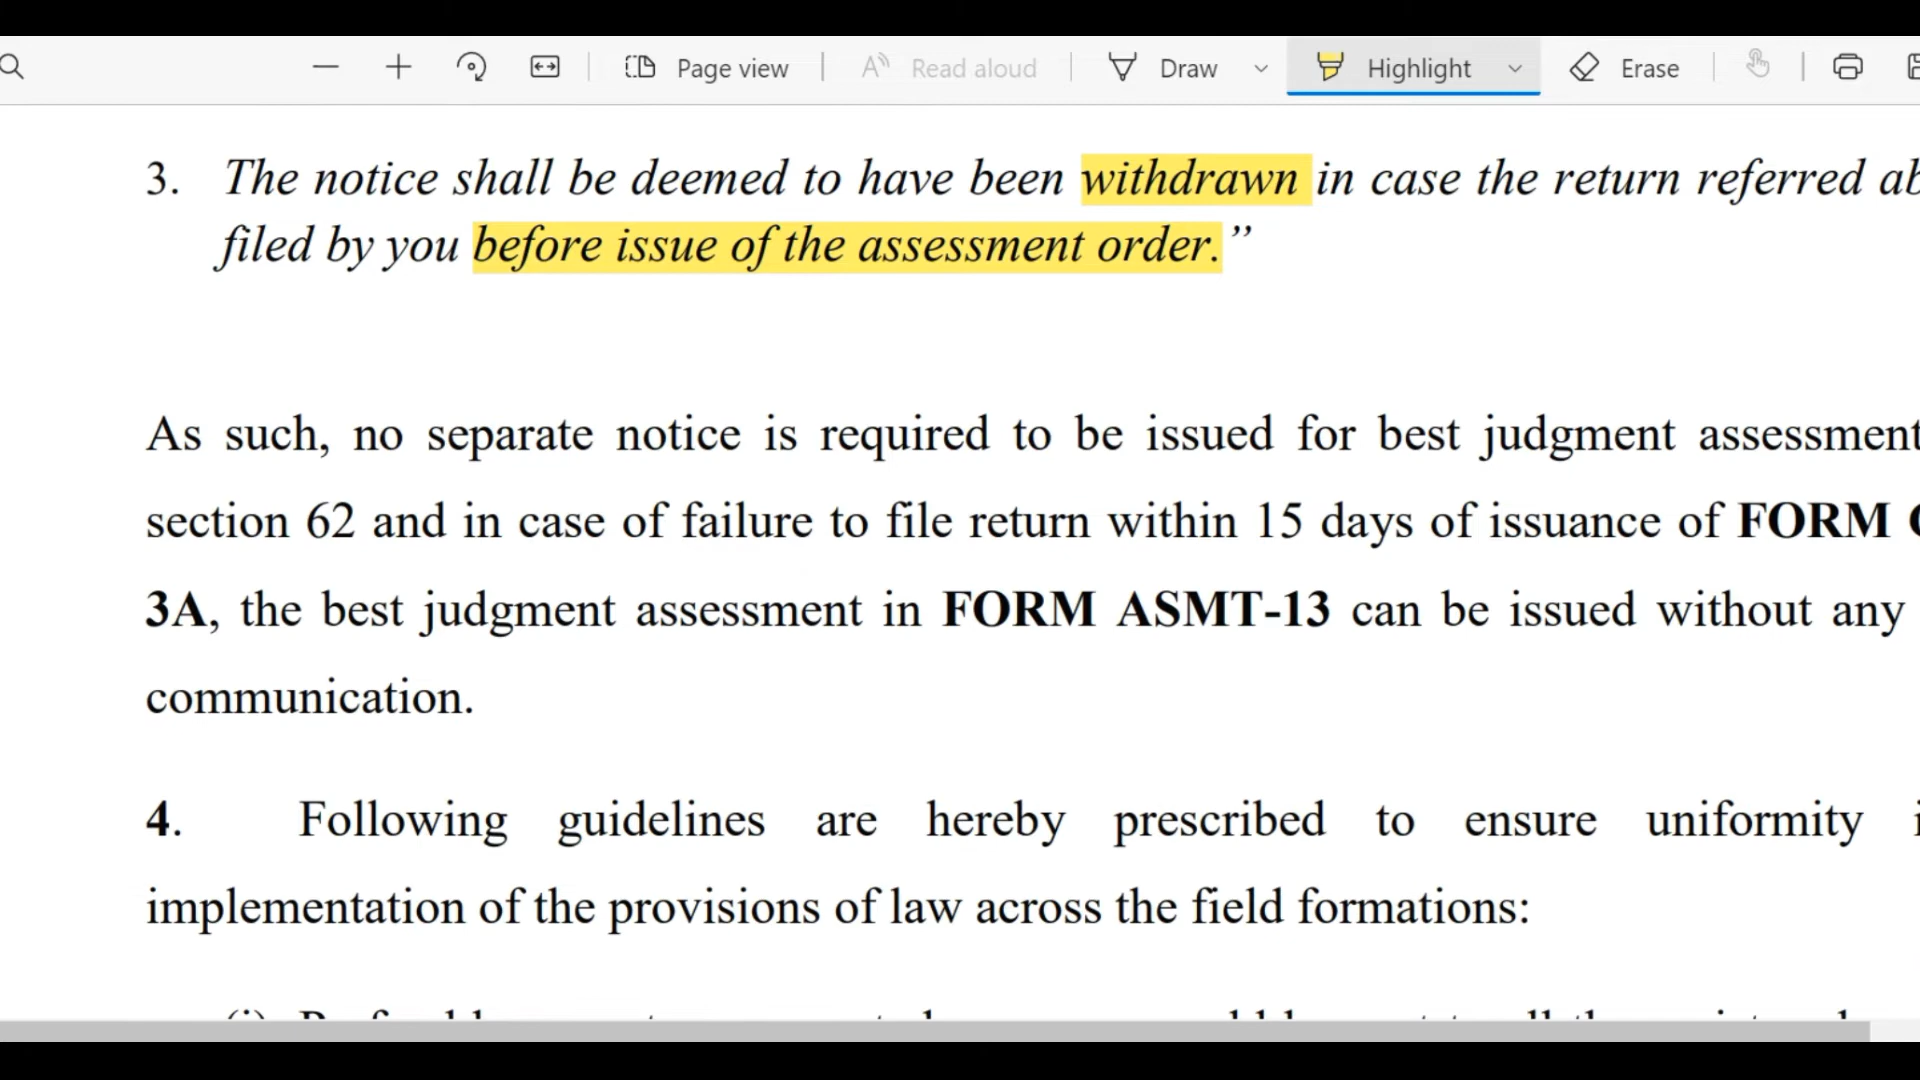 Page view
Read aloud
Draw
Highlight
Erase
3. The notice shall be deemed to have been withdrawn in case the return referred
filed by you before issue of the assessment order.”
As such, no separate notice is required to be issued for best judgment assessment
section 62 and in case of failure to file return within 15 days of issuance of FORM
3A, the best judgment assessment in FORM ASMT-13 can be issued without any
communication.
4. Following guidelines are hereby prescribed to ensure uniformity
implementation of the provisions of law across the field formations: